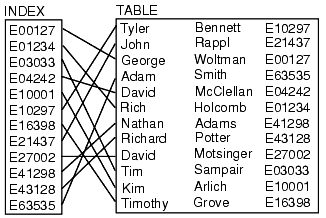 INDEX
TABLE
E00127
E01234
E03033
E04242
E10001
E10297
E16398
E21437
E27002
E41298
E43128
E63535
Tyler Bennett E10297
John Rappl E21437
George Woltman E00127
Adam Smith E63535
David McClellan E04242
Rich Holcomb E01234
Nathan Adams E41298
Richard Potter E43128
David Motsinger E27002
Tim Sampair E03033
Kim Arlich E10001
Timothy Grove E16398